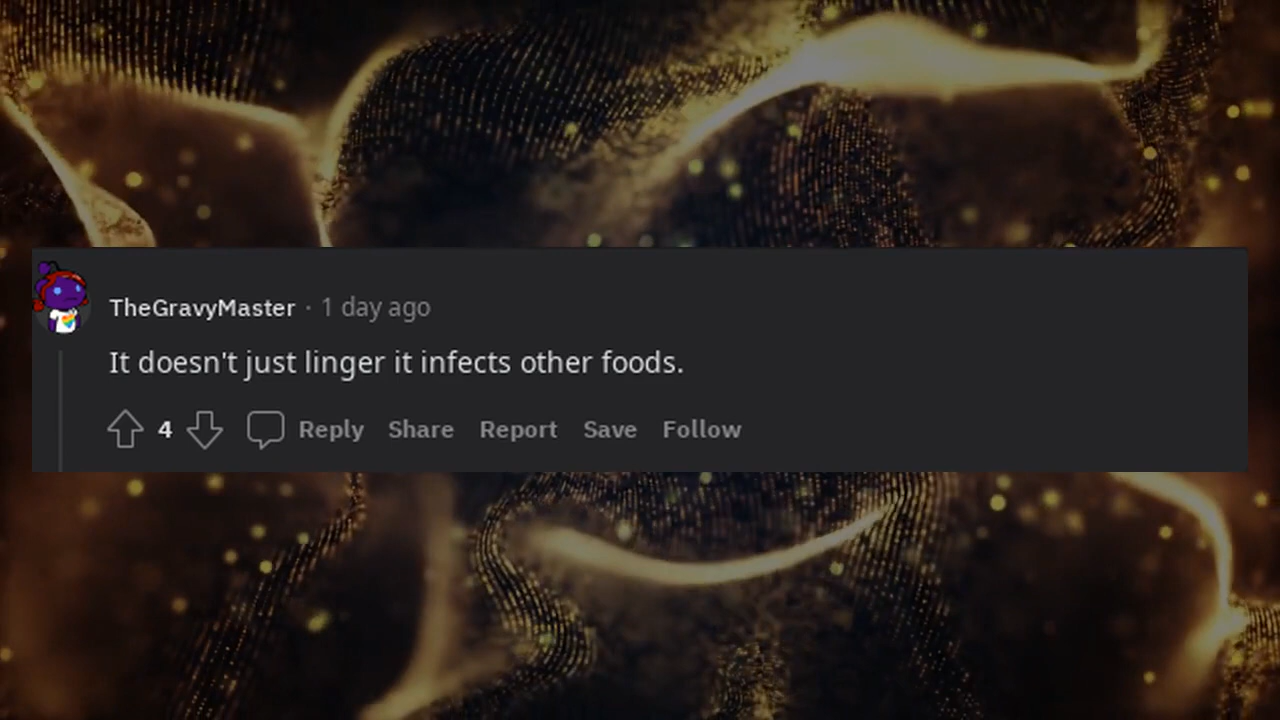 TheGravyMaster · 1 day ago
It doesn't just linger it infects other foods.
4 Reply Share Report Save Follow